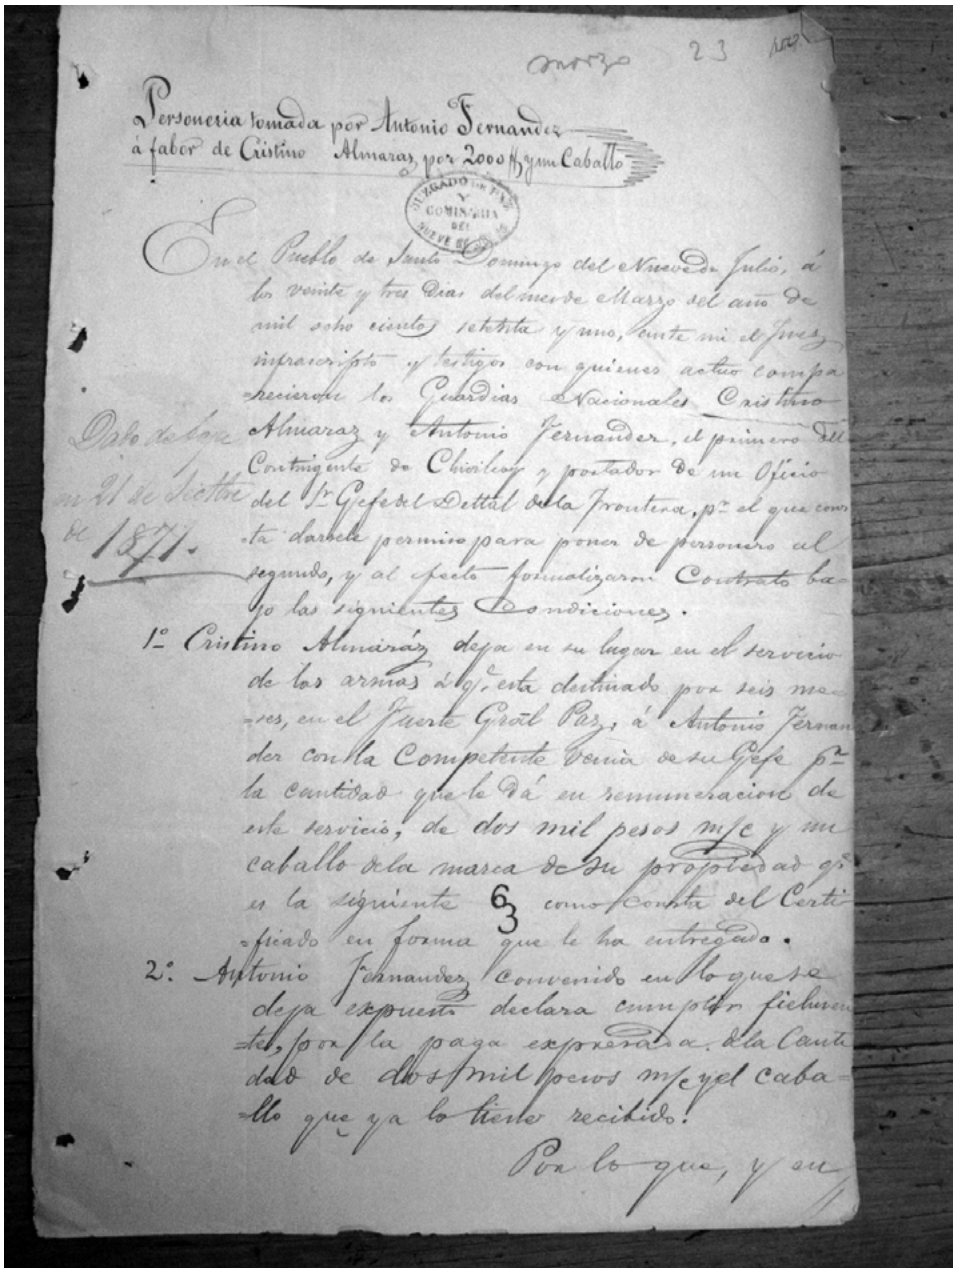 marzo 23
Personeria tomada por Antonio Fernandez
á fabor de Cristino Almaras, por 2000 $ y un Caballo
JUZGADO DE PAZ
Y
COMISARIA
DEL
NUEVE DE JULIO
En el Pueblo de Santo Domingo del Nueve de Julio, á
los veinte y tres dias del mes de Marzo del año de
mil ocho cientos setenta y uno, ante mi el Juez
infrascripto y testigos con quienes actuo compa
=recieron los Guardias Nacionales Cristino
Almaraz y Antonio Fernandez, el primero del
Contingente de Chivilcoy y portador de un Oficio
del Sr Gefe del Dettal de la Frontera, pr el que cons
=ta darsele permiso para poner de personero al
segundo, y al efecto formalizaron Contrato ba=
jo las siguientes Condiciones.
Dado de baja
en 21 de Setbre
de 1871.
1º Cristino Almaráz deja en su lugar en el servicio
de las armas á q.e esta destinado por seis me=
=ses, en el Fuerte Gral Paz, á Antonio Fernan
dez con la Competente Venia de su Gefe pr
la cantidad que le dá en remuneracion de
este servicio, de dos mil pesos m/c y un
caballo de la marca de su propiedad q.e
es la siguiente como consta del Certi
=ficado en forma que le ha entregado.
2º. Antonio Fernandez convenido en lo que se
deja expuesto declara cumplir fielmen
=te, por la paga expresada de la Canti
dad de dos mil pesos m/c y el caba=
=llo que ya lo tiene recibido.
Por lo que, y en